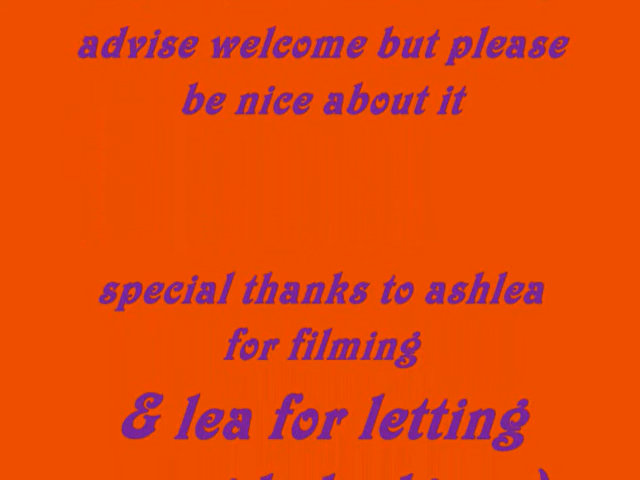 advise welcome but please
be nice about it
special thanks to ashlea
for filming
& lea for letting